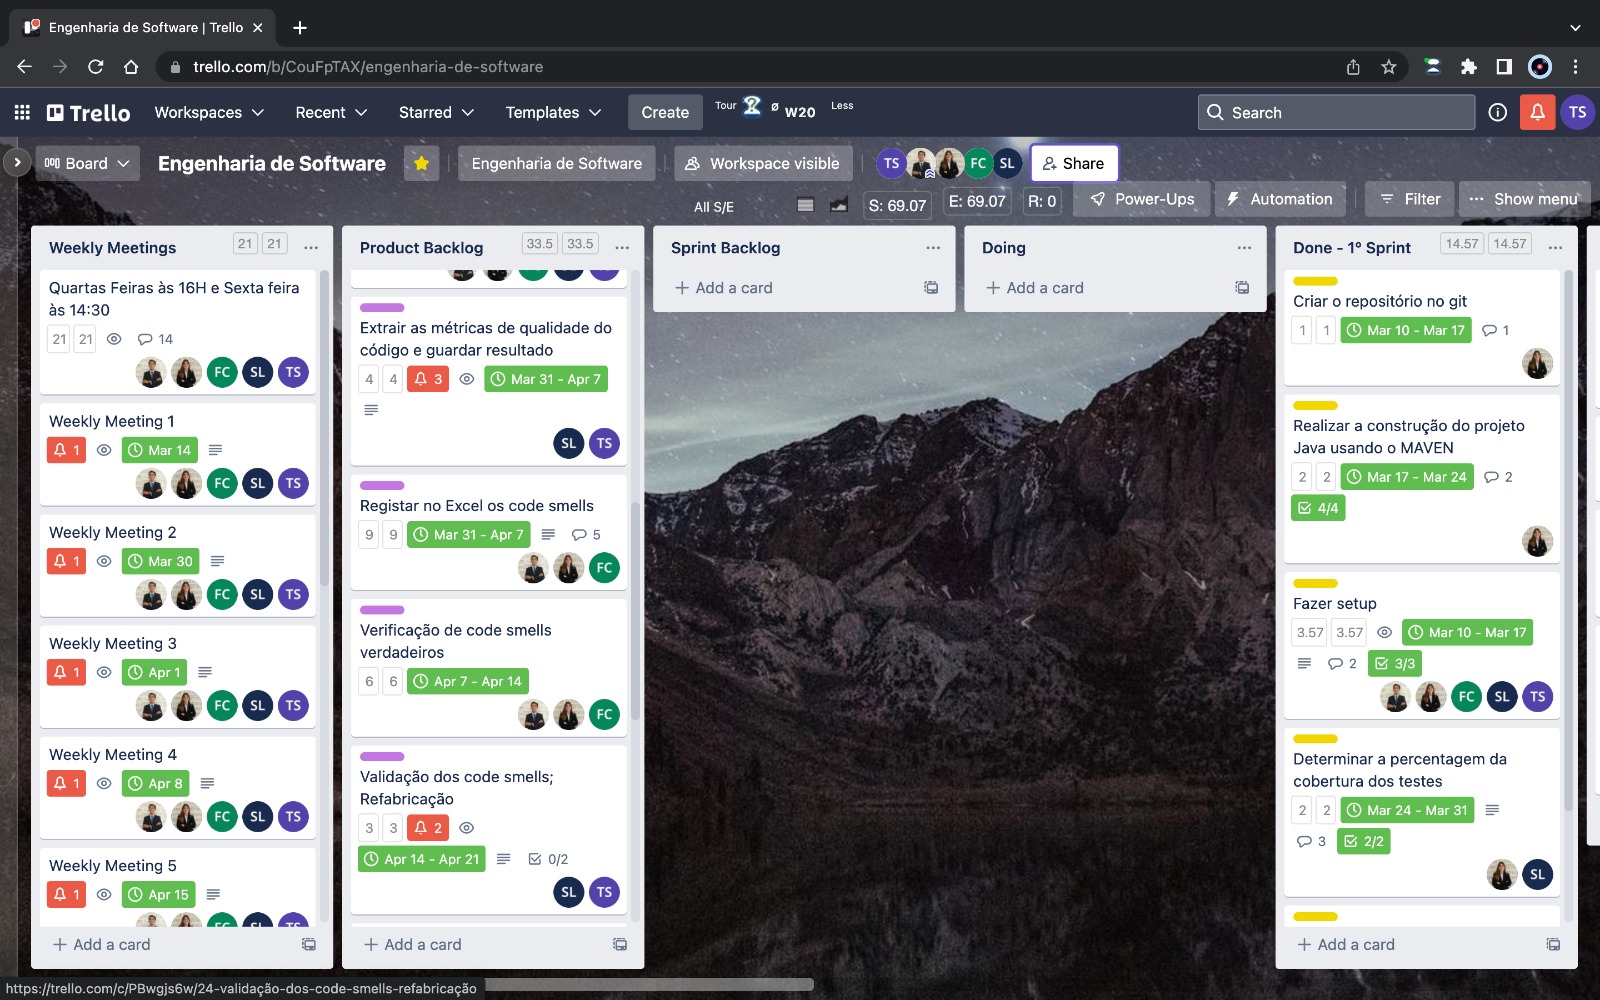 Engenharia de Software | Trello
trello.com/b/CouFpTAX/engenharia-de-software
Trello
Workspaces
Recent
Starred
Templates
Create
Tour
Ø W20
Less
Search
TS
Board
Engenharia de Software
Engenharia de Software
Workspace visible
TS
FC
SL
Share
All S/E
S: 69.07
E: 69.07
R: 0
Power-Ups
Automation
Filter
Show menu
Weekly Meetings
21 21
Quartas Feiras às 16H e Sexta feira
às 14:30
21 21 14
FC SL TS
Weekly Meeting 1
1 Mar 14
FC SL TS
Weekly Meeting 2
1 Mar 30
FC SL TS
Weekly Meeting 3
1 Apr 1
FC SL TS
Weekly Meeting 4
1 Apr 8
FC SL TS
Weekly Meeting 5
1 Apr 15
FC SL TS
+ Add a card
Product Backlog
33.5 33.5
Extrair as métricas de qualidade do
código e guardar resultado
4 4 3 Mar 31 - Apr 7
SL TS
Registar no Excel os code smells
9 9 Mar 31 - Apr 7 5
FC
Verificação de code smells
verdadeiros
6 6 Apr 7 - Apr 14
FC
Validação dos code smells;
Refabricação
3 3 2
Apr 14 - Apr 21 0/2
SL TS
+ Add a card
Sprint Backlog
+ Add a card
Doing
+ Add a card
Done - 1º Sprint
14.57 14.57
Criar o repositório no git
1 1 Mar 10 - Mar 17 1
Realizar a construção do projeto
Java usando o MAVEN
2 2 Mar 17 - Mar 24 2
4/4
Fazer setup
3.57 3.57 Mar 10 - Mar 17
2 3/3
FC SL TS
Determinar a percentagem da
cobertura dos testes
2 2 Mar 24 - Mar 31
3 2/2
SL
+ Add a card
https://trello.com/c/PBwgjs6w/24-validação-dos-code-smells-refabricação